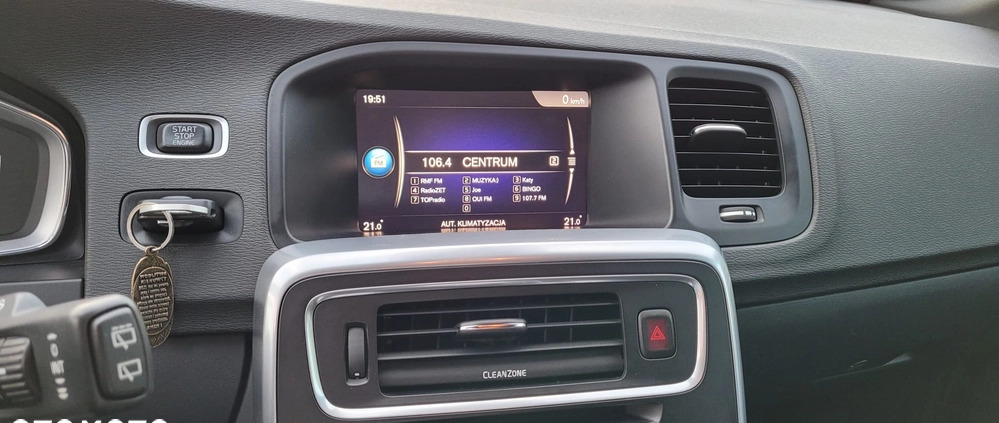 19:51
0 km/h
START
STOP
ENGINE
FM
106.4 CENTRUM 2
1 RMF FM 2 MUZYKA) 3 Katy
4 RadioZET 5 Joe 6 BINGO
7 TOPradio 8 OUI FM 9 107.7 FM
0
21.0° AUT. KLIMATYZACJA 21.0°
CLEANZONE
OTOMOTO